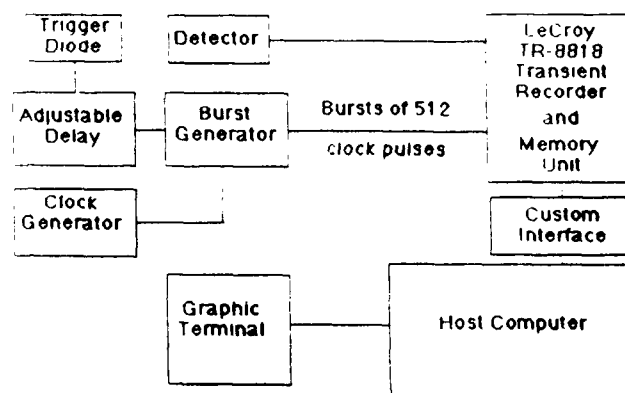 Trigger
Diode
Detector
LeCroy
TR-8818
Transient
Recorder
and
Memory
Unit
Adjustable
Delay
Burst
Generator
Bursts of 512
clock pulses
Clock
Generator
Custom
Interface
Graphic
Terminal
Host Computer